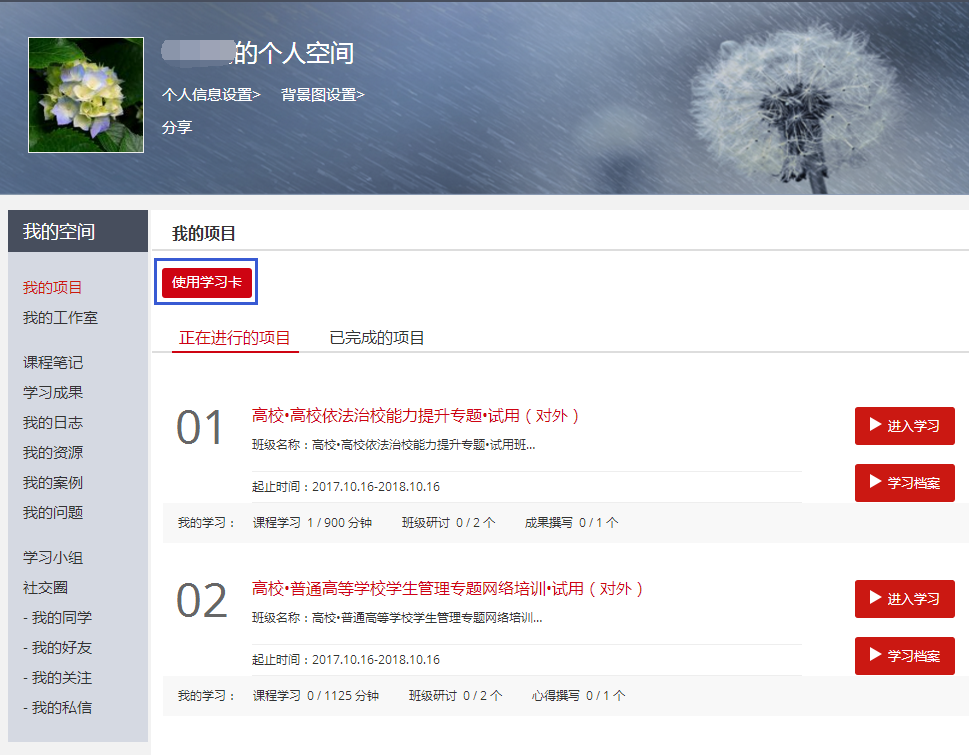 的个人空间
个人信息设置> 背景图设置>
分享
我的空间
我的项目
我的工作室
课程笔记
学习成果
我的日志
我的资源
我的案例
我的问题
学习小组
社交圈
- 我的同学
- 我的好友
- 我的关注
- 我的私信
我的项目
使用学习卡
正在进行的项目 已完成的项目
01
高校•高校依法治校能力提升专题•试用（对外）
班级名称：高校•高校依法治校能力提升专题•试用班...
起止时间：2017.10.16-2018.10.16
进入学习
学习档案
我的学习： 课程学习 1 / 900 分钟 班级研讨 0 / 2 个 成果撰写 0 / 1 个
02
高校•普通高等学校学生管理专题网络培训•试用（对外）
班级名称：高校•普通高等学校学生管理专题网络培训...
起止时间：2017.10.16-2018.10.16
进入学习
学习档案
我的学习： 课程学习 0 / 1125 分钟 班级研讨 0 / 2 个 心得撰写 0 / 1 个